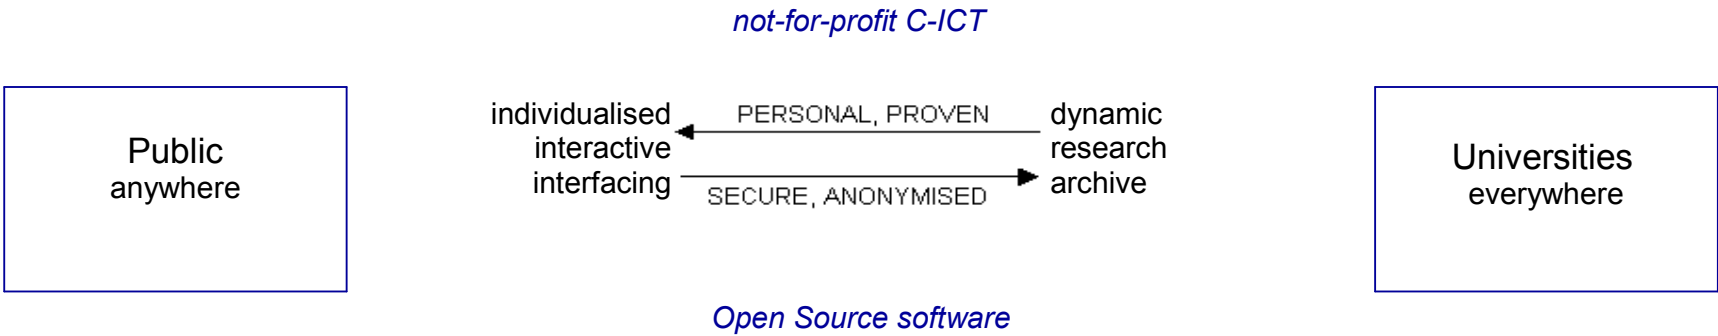 not-for-profit C-ICT
Public
anywhere
individualised
interactive
interfacing
PERSONAL, PROVEN
SECURE, ANONYMISED
dynamic
research
archive
Universities
everywhere
Open Source software